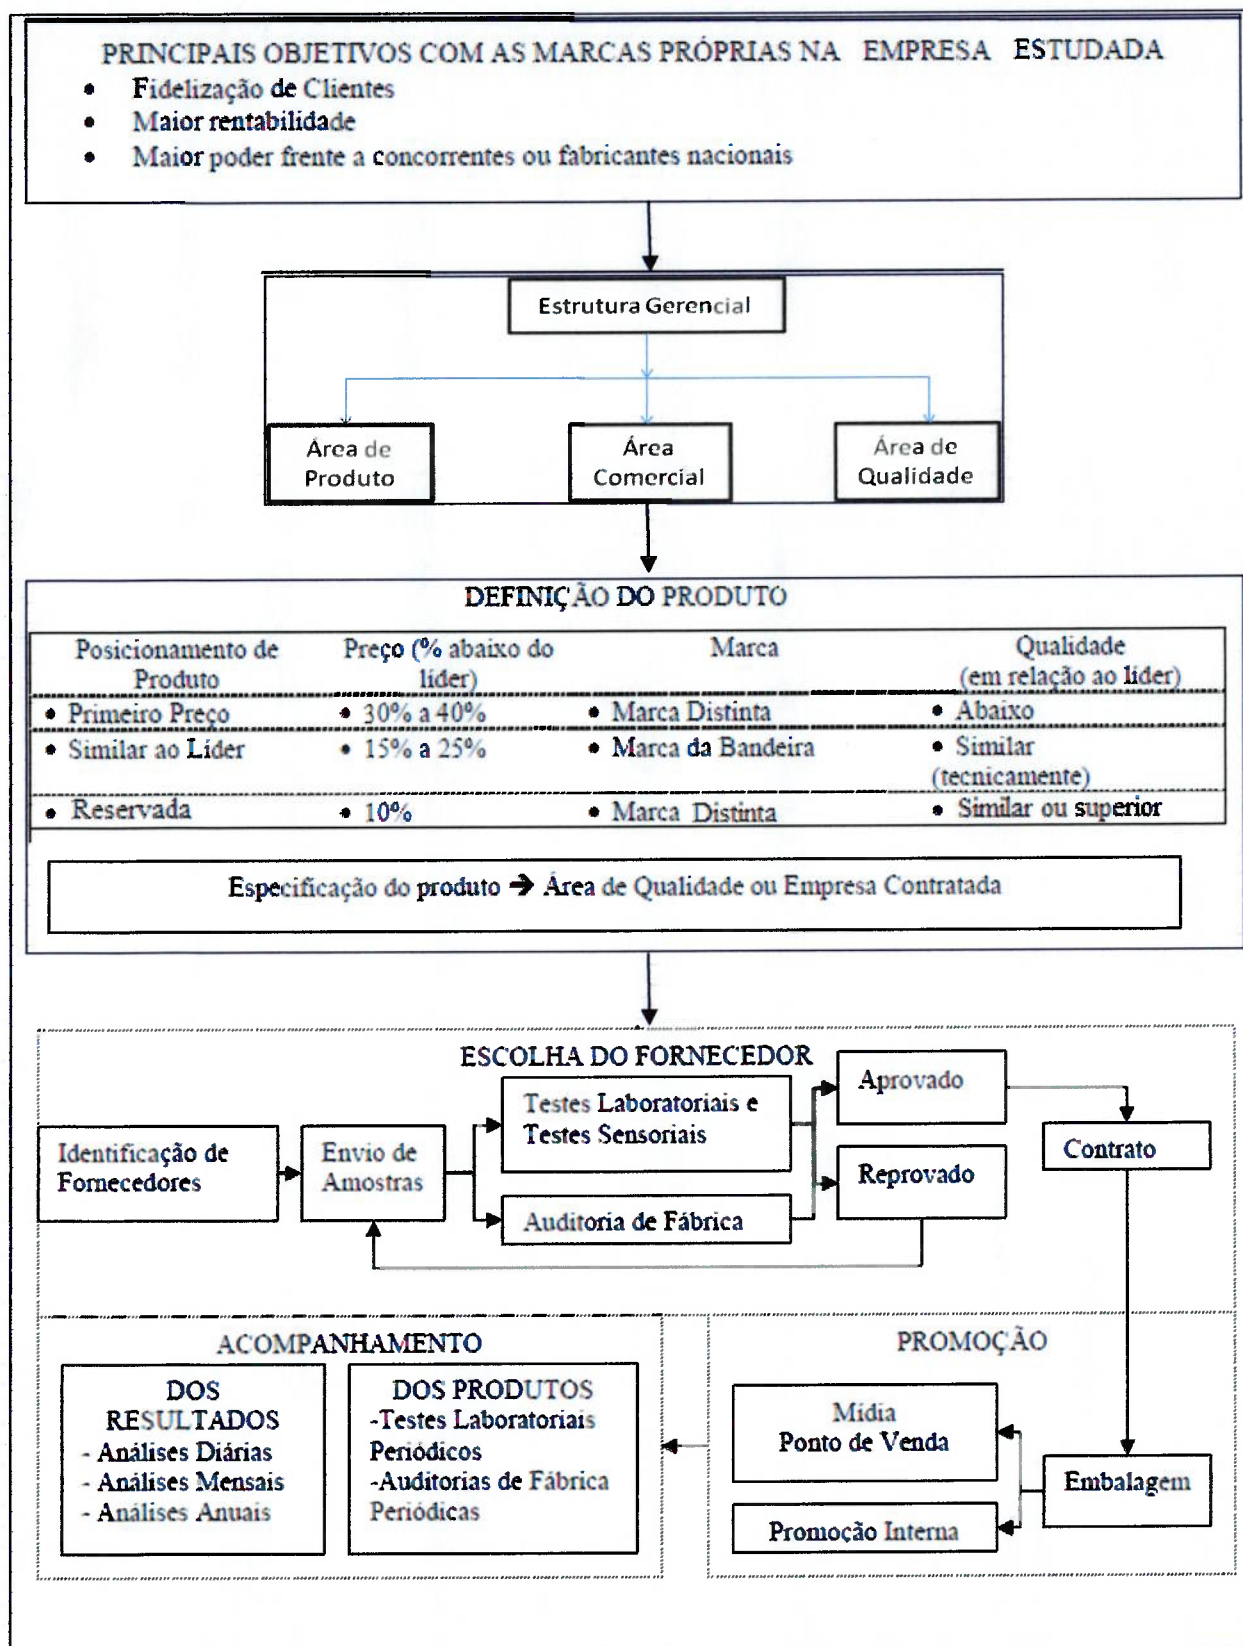 PRINCIPAIS OBJETIVOS COM AS MARCAS PRÓPRIAS NA EMPRESA ESTUDADA
• Fidelização de Clientes
• Maior rentabilidade
• Maior poder frente a concorrentes ou fabricantes nacionais
Estrutura Gerencial
Área de
Produto
Área
Comercial
Área de
Qualidade
DEFINIÇÃO DO PRODUTO
Posicionamento de
Produto
Preço (% abaixo do
líder)
Marca
Qualidade
(em relação ao líder)
• Primeiro Preço
• 30% a 40%
• Marca Distinta
• Abaixo
• Similar ao Líder
• 15% a 25%
• Marca da Bandeira
• Similar
(tecnicamente)
• Reservada
• 10%
• Marca Distinta
• Similar ou superior
Especificação do produto ➔ Área de Qualidade ou Empresa Contratada
ESCOLHA DO FORNECEDOR
Identificação de
Fornecedores
Envio de
Amostras
Testes Laboratoriais e
Testes Sensoriais
Auditoria de Fábrica
Aprovado
Reprovado
Contrato
ACOMPANHAMENTO
DOS
RESULTADOS
- Análises Diárias
- Análises Mensais
- Análises Anuais
DOS PRODUTOS
-Testes Laboratoriais
Periódicos
-Auditorias de Fábrica
Periódicas
PROMOÇÃO
Mídia
Ponto de Venda
Promoção Interna
Embalagem